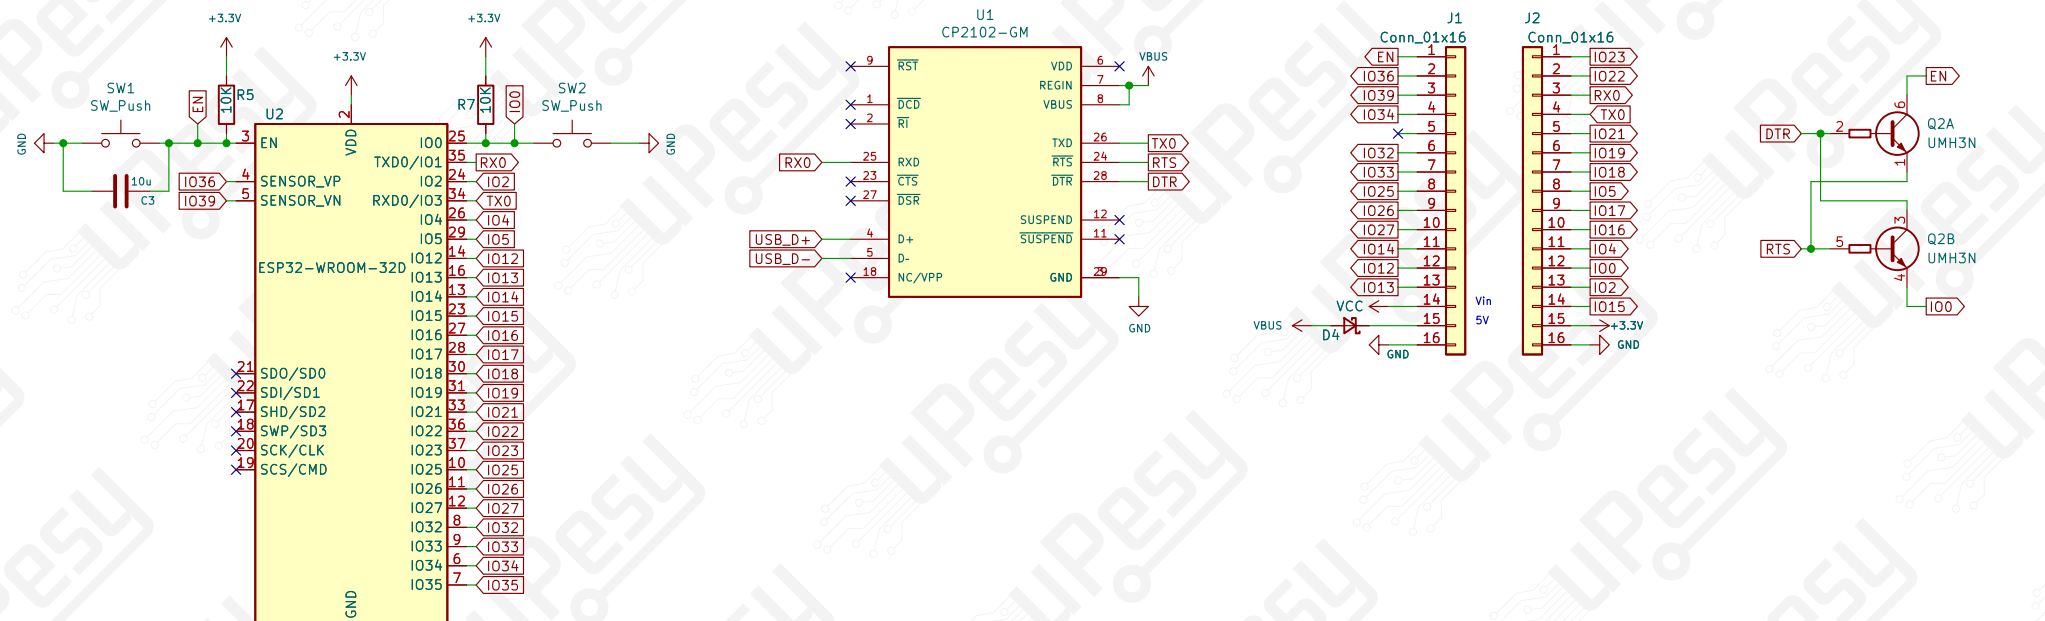 +3.3V
+3.3V
+3.3V
SW1
SW_Push
GND
EN
10K
R5
10u
C3
IO36
IO39
U2
ESP32-WROOM-32D
2
VDD
GND
3 EN
4 SENSOR_VP
5 SENSOR_VN
21 SDO/SD0
22 SDI/SD1
17 SHD/SD2
18 SWP/SD3
20 SCK/CLK
19 SCS/CMD
R7
10K
IO0
SW2
SW_Push
GND
IO0 25
TXD0/IO1 35 RX0
IO2 24 IO2
RXD0/IO3 34 TX0
IO4 26 IO4
IO5 29 IO5
IO12 14 IO12
IO13 16 IO13
IO14 13 IO14
IO15 23 IO15
IO16 27 IO16
IO17 28 IO17
IO18 30 IO18
IO19 31 IO19
IO21 33 IO21
IO22 36 IO22
IO23 37 IO23
IO25 10 IO25
IO26 11 IO26
IO27 12 IO27
IO32 8 IO32
IO33 9 IO33
IO34 6 IO34
IO35 7 IO35
U1
CP2102-GM
9 RST
1 DCD
2 RI
RX0 25 RXD
23 CTS
27 DSR
USB_D+ 4 D+
USB_D- 5 D-
18 NC/VPP
VDD 6
REGIN 7
VBUS 8
VBUS
TXD 26 TX0
RTS 24 RTS
DTR 28 DTR
SUSPEND 12
SUSPEND 11
GND 29
GND
J1
Conn_01x16
EN 1
IO36 2
IO39 3
IO34 4
5
IO32 6
IO33 7
IO25 8
IO26 9
IO27 10
IO14 11
IO12 12
IO13 13
VCC 14 Vin
VBUS D4 15 5V
GND 16
J2
Conn_01x16
1 IO23
2 IO22
3 RX0
4 TX0
5 IO21
6 IO19
7 IO18
8 IO5
9 IO17
10 IO16
11 IO4
12 IO0
13 IO2
14 IO15
15 +3.3V
16 GND
EN
6
DTR 2
Q2A
UMH3N
1
3
RTS 5
Q2B
UMH3N
4
IO0
uPesy
uPesy
uPesy
uPesy
uPesy
uPesy